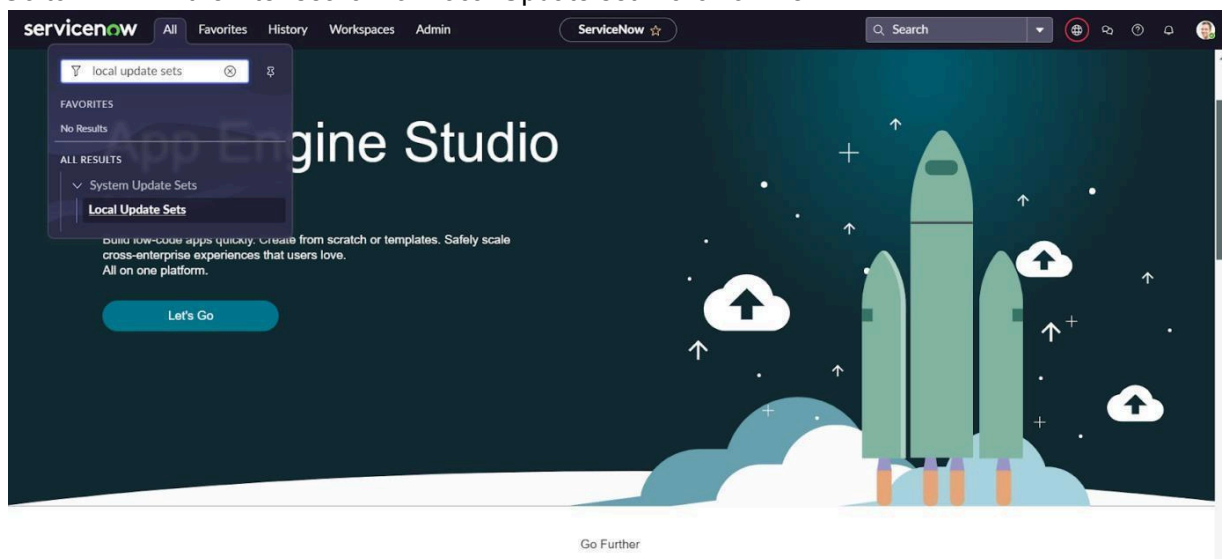 servicenow All Favorites History Workspaces Admin ServiceNow Search
local update sets
FAVORITES
No Results
App Engine Studio
ALL RESULTS
System Update Sets
Local Update Sets
Build low-code apps quickly. Create from scratch or templates. Safely scale
cross-enterprise experiences that users love.
All on one platform.
Let's Go
Go Further